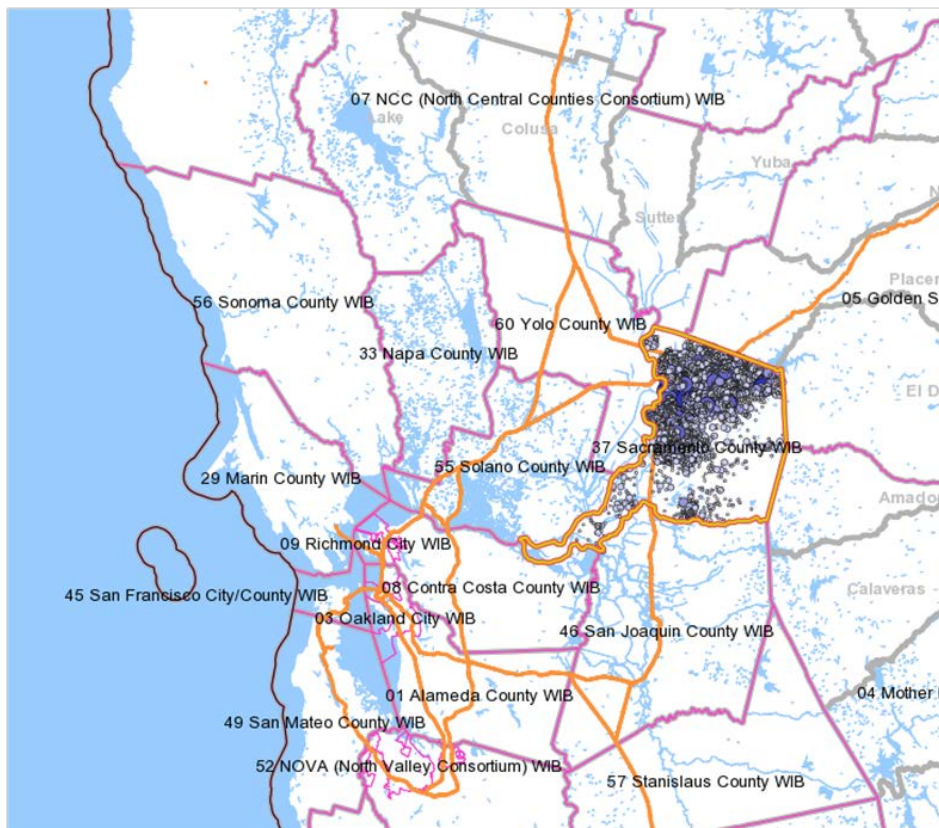 07 NCC (North Central Counties Consortium) WIB
Lake
Colusa
Yuba
Sutter
N
Placer
05 Golden S
56 Sonoma County WIB
60 Yolo County WIB
33 Napa County WIB
El D
37 Sacramento County WIB
55 Solano County WIB
29 Marin County WIB
Amado
09 Richmond City WIB
08 Contra Costa County WIB
Calaveras
45 San Francisco City/County WIB
03 Oakland City WIB
46 San Joaquin County WIB
01 Alameda County WIB
04 Mother
49 San Mateo County WIB
52 NOVA (North Valley Consortium) WIB
57 Stanislaus County WIB